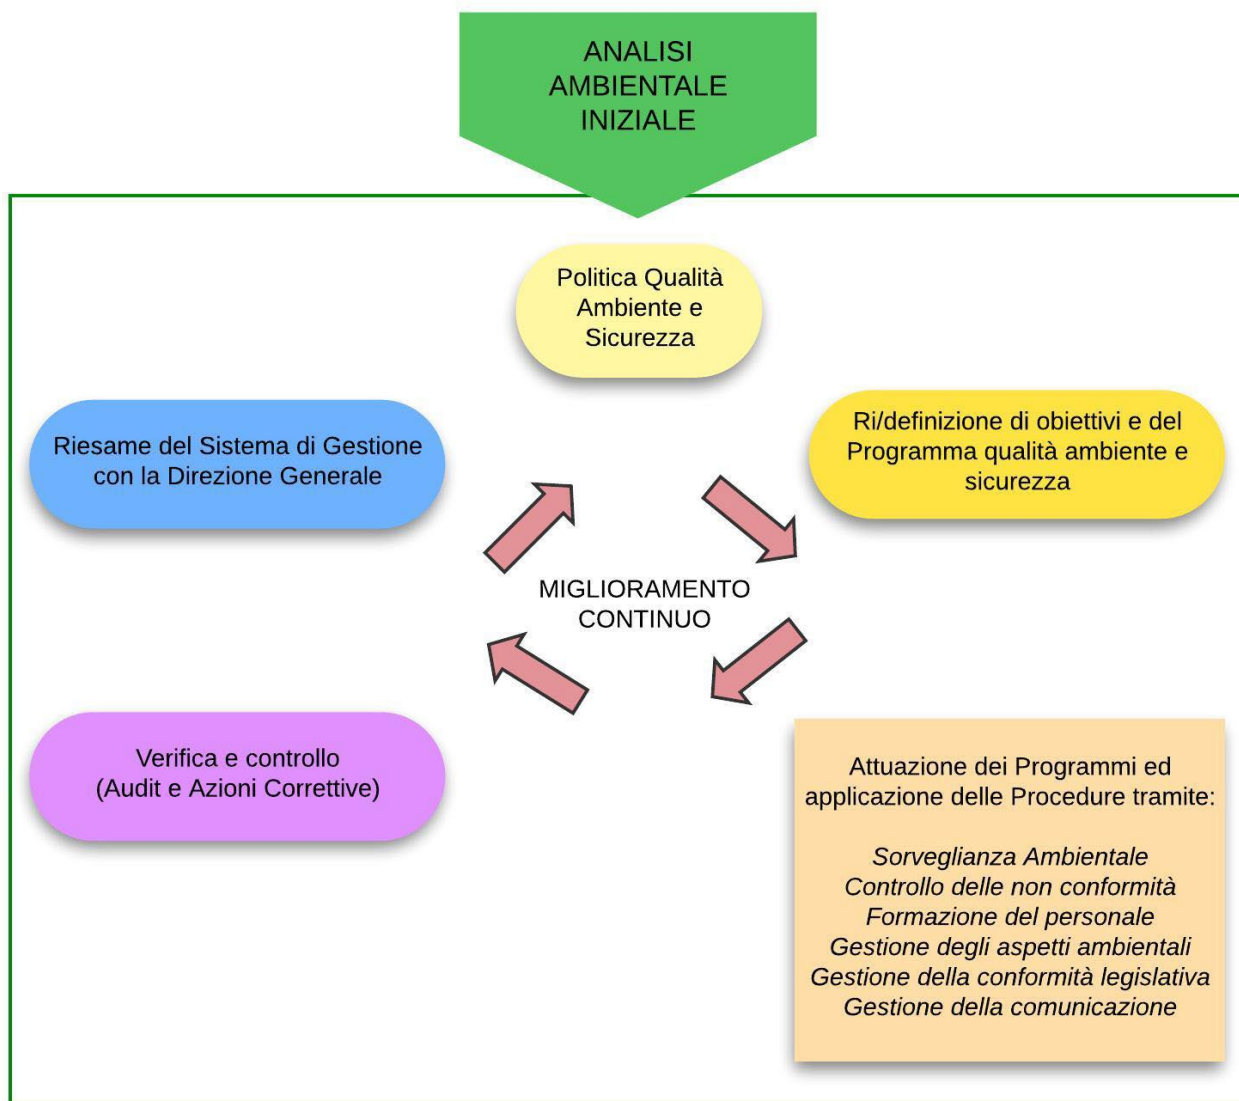 ANALISI
AMBIENTALE
INIZIALE
Politica Qualità
Ambiente e
Sicurezza
Riesame del Sistema di Gestione
con la Direzione Generale
Ri/definizione di obiettivi e del
Programma qualità ambiente e
sicurezza
MIGLIORAMENTO
CONTINUO
Verifica e controllo
(Audit e Azioni Correttive)
Attuazione dei Programmi ed
applicazione delle Procedure tramite:
Sorveglianza Ambientale
Controllo delle non conformità
Formazione del personale
Gestione degli aspetti ambientali
Gestione della conformità legislativa
Gestione della comunicazione